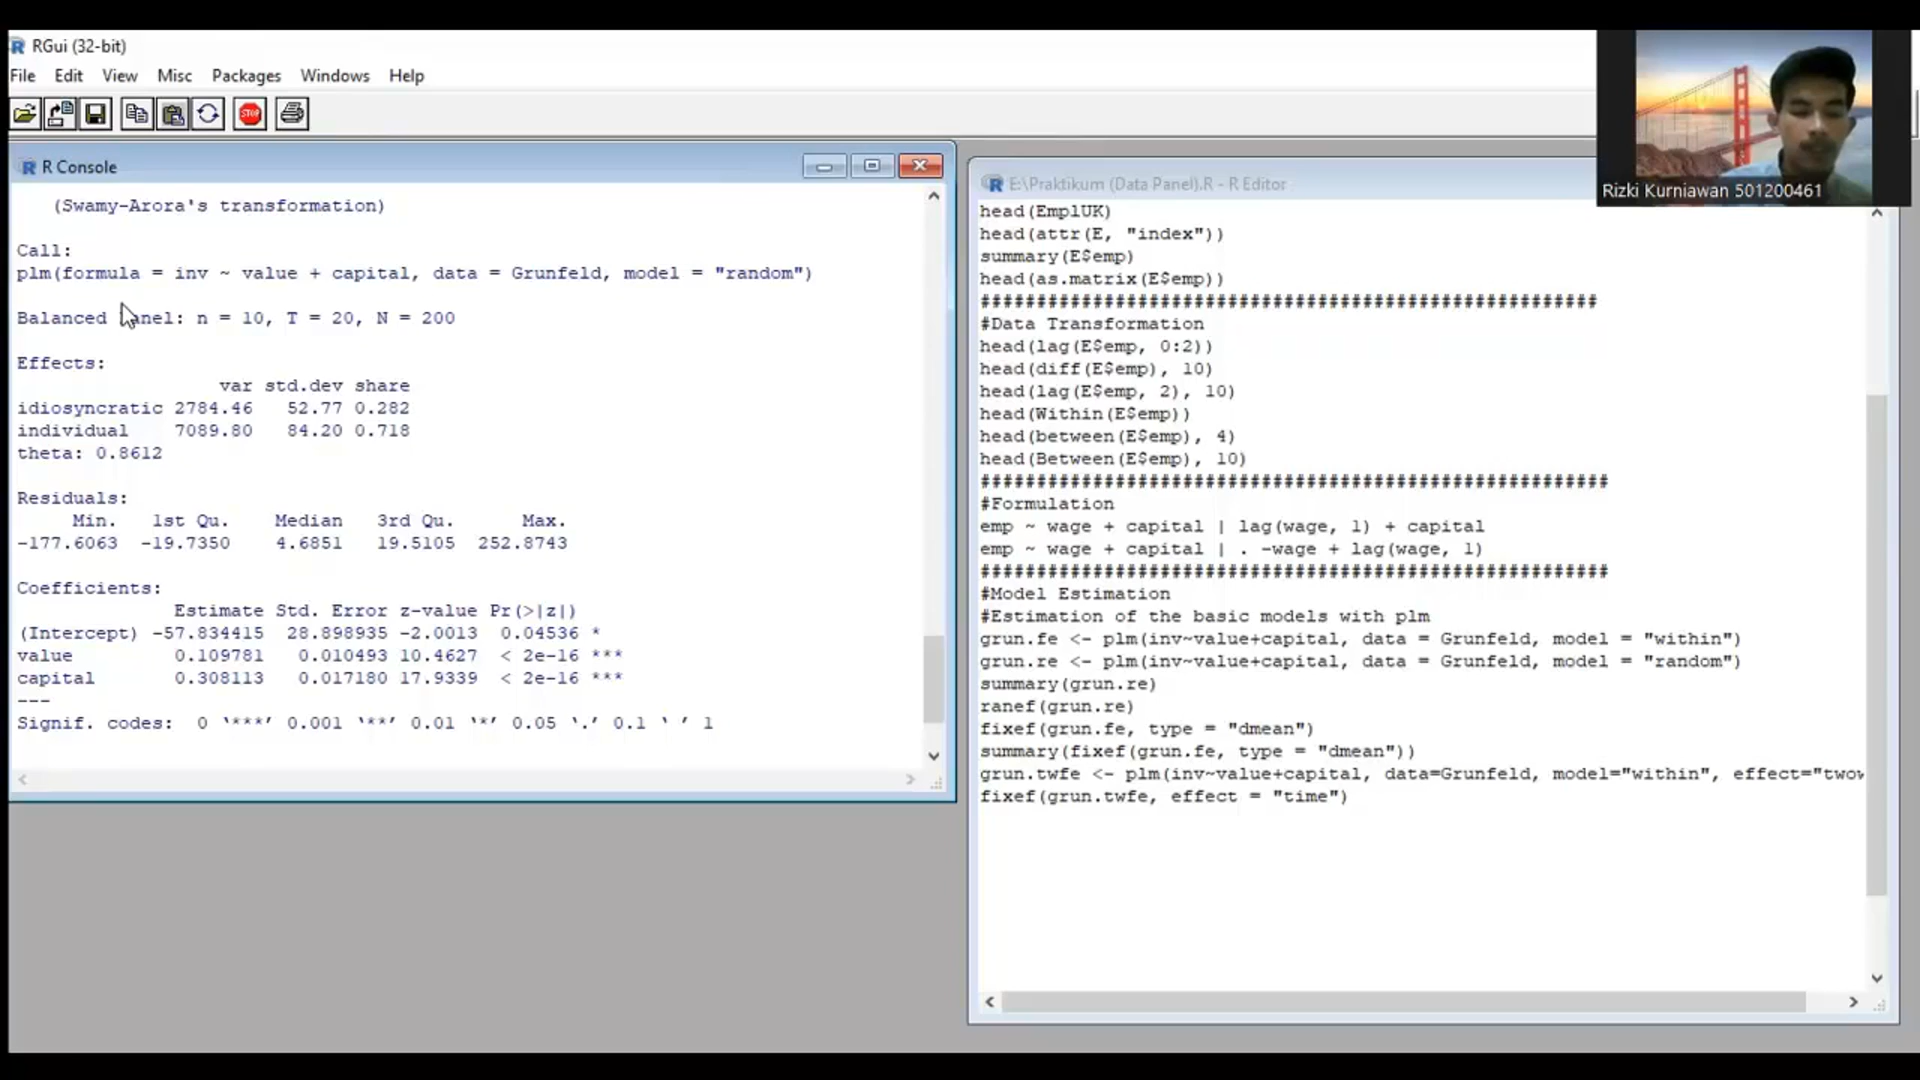 RGui (32-bit)
File Edit View Misc Packages Windows Help
STOP
R Console
(Swamy-Arora's transformation)
Call:
plm(formula = inv ~ value + capital, data = Grunfeld, model = "random")
Balanced Panel: n = 10, T = 20, N = 200
Effects:
var std.dev share
idiosyncratic 2784.46 52.77 0.282
individual 7089.80 84.20 0.718
theta: 0.8612
Residuals:
Min. 1st Qu. Median 3rd Qu. Max.
-177.6063 -19.7350 4.6851 19.5105 252.8743
Coefficients:
Estimate Std. Error z-value Pr(>|z|)
(Intercept) -57.834415 28.898935 -2.0013 0.04536 *
value 0.109781 0.010493 10.4627 < 2e-16 ***
capital 0.308113 0.017180 17.9339 < 2e-16 ***
---
Signif. codes: 0 ‘***’ 0.001 ‘**’ 0.01 ‘*’ 0.05 ‘.’ 0.1 ‘ ’ 1
E:\Praktikum (Data Panel).R - R Editor
head(EmplUK)
head(attr(E, "index"))
summary(E$emp)
head(as.matrix(E$emp))
#######################################################
#Data Transformation
head(lag(E$emp, 0:2))
head(diff(E$emp), 10)
head(lag(E$emp, 2), 10)
head(Within(E$emp))
head(between(E$emp), 4)
head(Between(E$emp), 10)
########################################################
#Formulation
emp ~ wage + capital | lag(wage, 1) + capital
emp ~ wage + capital | . -wage + lag(wage, 1)
########################################################
#Model Estimation
#Estimation of the basic models with plm
grun.fe <- plm(inv~value+capital, data = Grunfeld, model = "within")
grun.re <- plm(inv~value+capital, data = Grunfeld, model = "random")
summary(grun.re)
ranef(grun.re)
fixef(grun.fe, type = "dmean")
summary(fixef(grun.fe, type = "dmean"))
grun.twfe <- plm(inv~value+capital, data=Grunfeld, model="within", effect="twow
fixef(grun.twfe, effect = "time")
Rizki Kurniawan 501200461